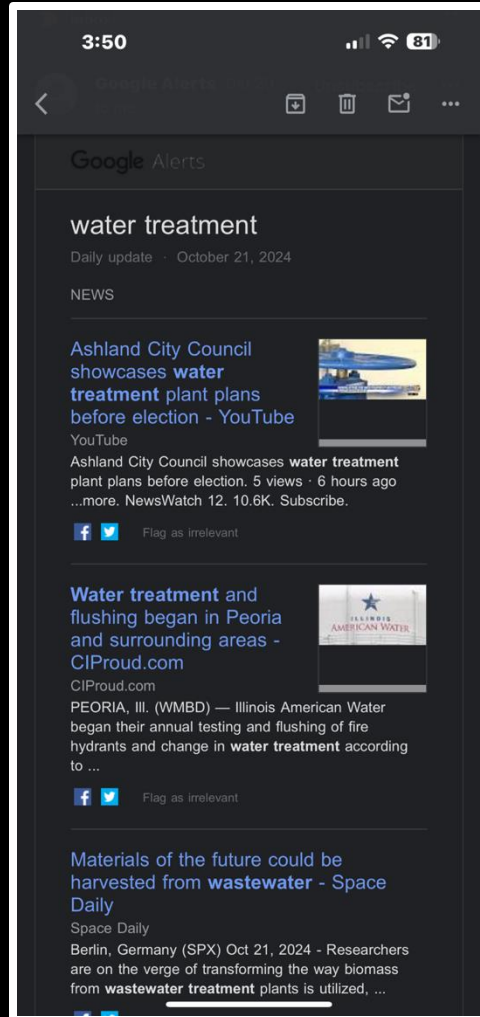 3:50
81
Google Alerts
Google Alerts
water treatment
Daily update · October 21, 2024
NEWS
Ashland City Council
showcases water
treatment plant plans
before election - YouTube
YouTube
Ashland City Council showcases water treatment
plant plans before election. 5 views · 6 hours ago
...more. NewsWatch 12. 10.6K. Subscribe.
Flag as irrelevant
Water treatment and
flushing began in Peoria
and surrounding areas -
CIProud.com
ILLINOIS
AMERICAN WATER
CIProud.com
PEORIA, Ill. (WMBD) — Illinois American Water
began their annual testing and flushing of fire
hydrants and change in water treatment according
to ...
Flag as irrelevant
Materials of the future could be
harvested from wastewater - Space
Daily
Space Daily
Berlin, Germany (SPX) Oct 21, 2024 - Researchers
are on the verge of transforming the way biomass
from wastewater treatment plants is utilized, ...